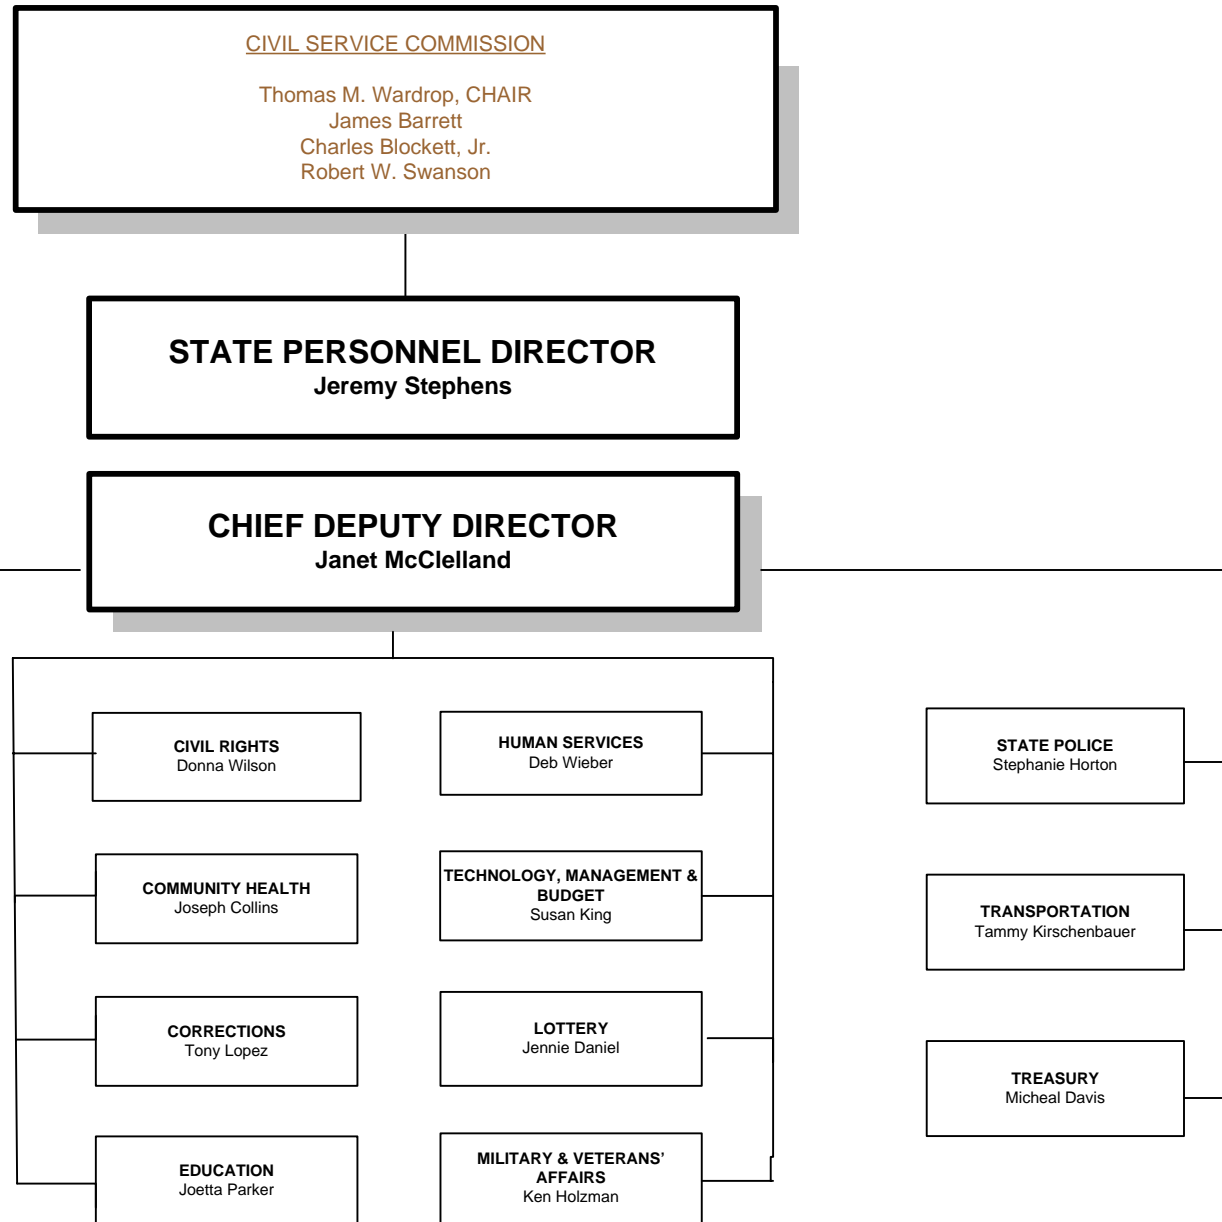 CIVIL SERVICE COMMISSION
Thomas M. Wardrop, CHAIR
James Barrett
Charles Blockett, Jr.
Robert W. Swanson
STATE PERSONNEL DIRECTOR
Jeremy Stephens
CHIEF DEPUTY DIRECTOR
Janet McClelland
CIVIL RIGHTS
Donna Wilson
HUMAN SERVICES
Deb Wieber
STATE POLICE
Stephanie Horton
COMMUNITY HEALTH
Joseph Collins
TECHNOLOGY, MANAGEMENT &
BUDGET
Susan King
TRANSPORTATION
Tammy Kirschenbauer
CORRECTIONS
Tony Lopez
LOTTERY
Jennie Daniel
TREASURY
Micheal Davis
EDUCATION
Joetta Parker
MILITARY & VETERANS’
AFFAIRS
Ken Holzman